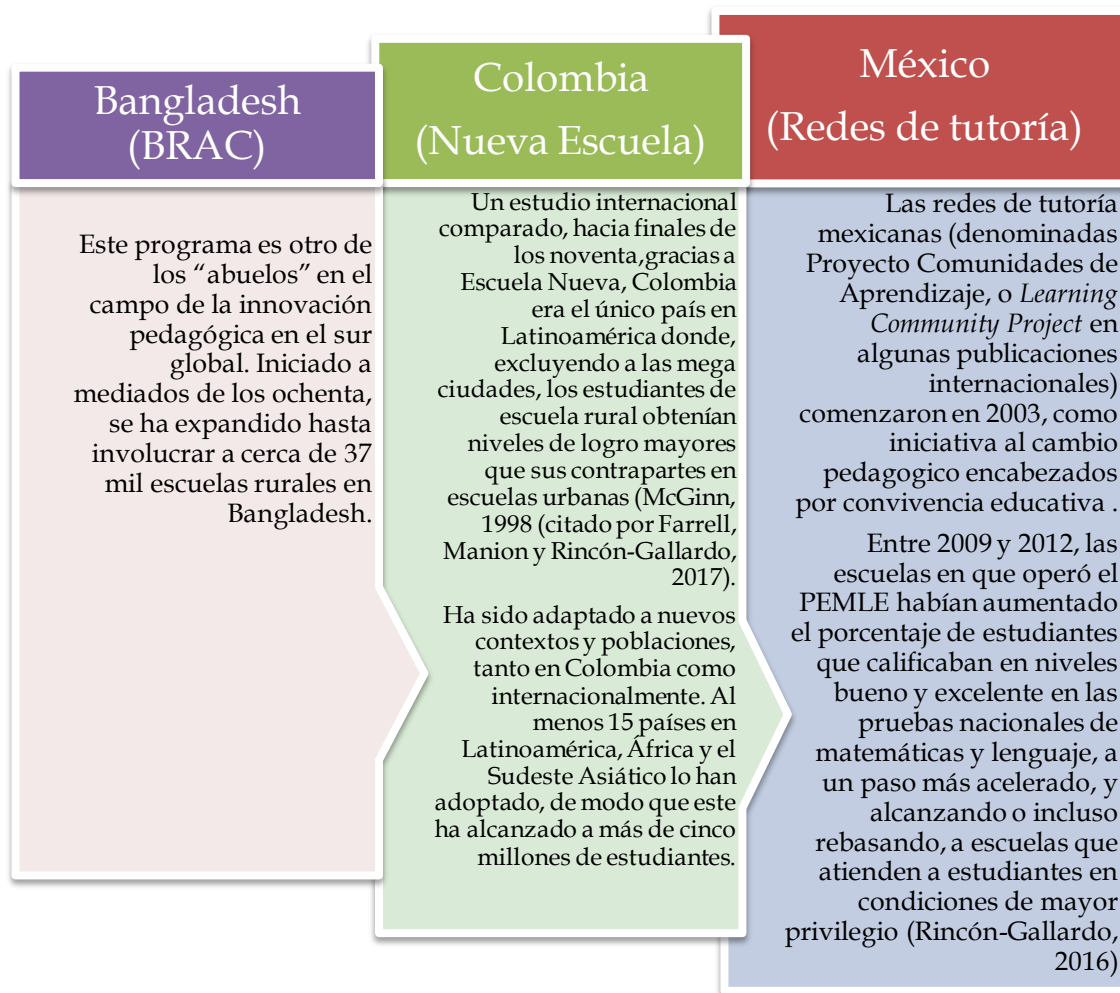 Bangladesh
(BRAC)
Este programa es otro de
los “abuelos” en el
campo de la innovación
pedagógica en el sur
global. Iniciado a
mediados de los ochenta,
se ha expandido hasta
involucrar a cerca de 37
mil escuelas rurales en
Bangladesh.
Colombia
(Nueva Escuela)
Un estudio internacional
comparado, hacia finales de
los noventa,gracias a
Escuela Nueva, Colombia
era el único país en
Latinoamérica donde,
excluyendo a las mega
ciudades, los estudiantes de
escuela rural obtenían
niveles de logro mayores
que sus contrapartes en
escuelas urbanas (McGinn,
1998 (citado por Farrell,
Manion y Rincón-Gallardo,
2017).
Ha sido adaptado a nuevos
contextos y poblaciones,
tanto en Colombia como
internacionalmente. Al
menos 15 países en
Latinoamérica, África y el
Sudeste Asiático lo han
adoptado, de modo que este
ha alcanzado a más de cinco
millones de estudiantes.
México
(Redes de tutoría)
Las redes de tutoría
mexicanas (denominadas
Proyecto Comunidades de
Aprendizaje, o Learning
Community Project en
algunas publicaciones
internacionales)
comenzaron en 2003, como
iniciativa al cambio
pedagogico encabezados
por convivencia educativa .
Entre 2009 y 2012, las
escuelas en que operó el
PEMLE habían aumentado
el porcentaje de estudiantes
que calificaban en niveles
bueno y excelente en las
pruebas nacionales de
matemáticas y lenguaje, a
un paso más acelerado, y
alcanzando o incluso
rebasando, a escuelas que
atienden a estudiantes en
condiciones de mayor
privilegio (Rincón-Gallardo,
2016)